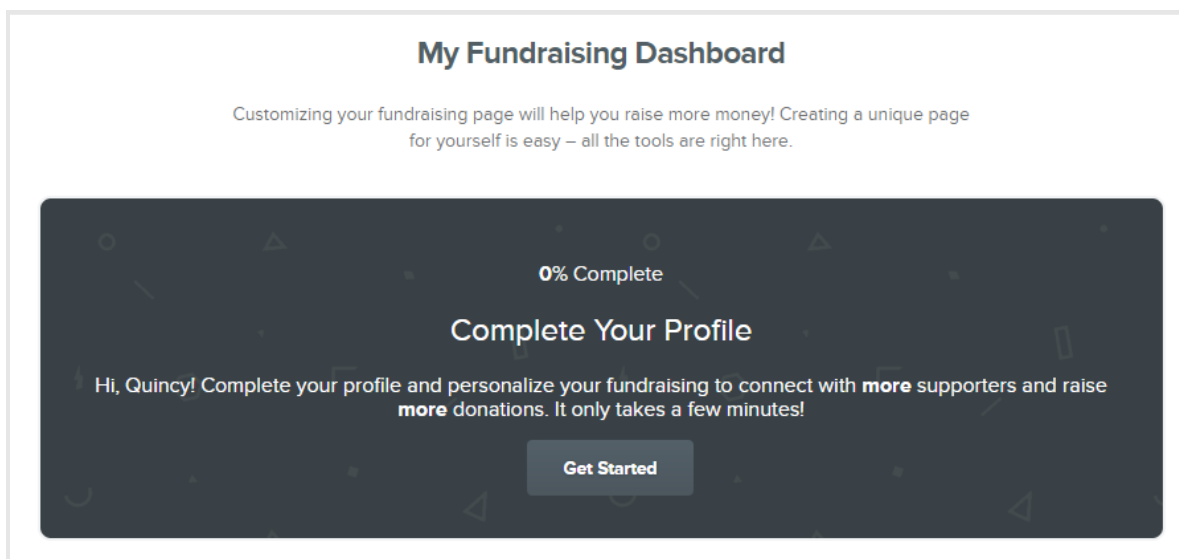 My Fundraising Dashboard
Customizing your fundraising page will help you raise more money! Creating a unique page
for yourself is easy – all the tools are right here.
0% Complete
Complete Your Profile
Hi, Quincy! Complete your profile and personalize your fundraising to connect with more supporters and raise
more donations. It only takes a few minutes!
Get Started